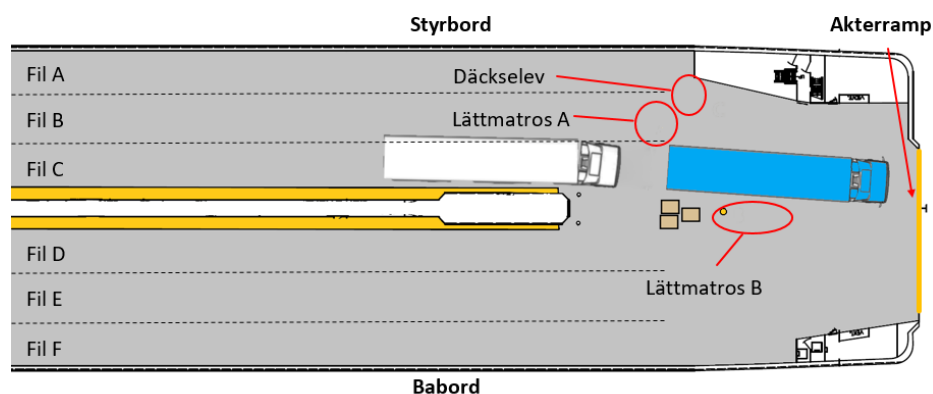 Styrbord
Akterramp
Fil A
Däckselev
Fil B
Lättmatros A
Fil C
Fil D
Lättmatros B
Fil E
Fil F
Babord